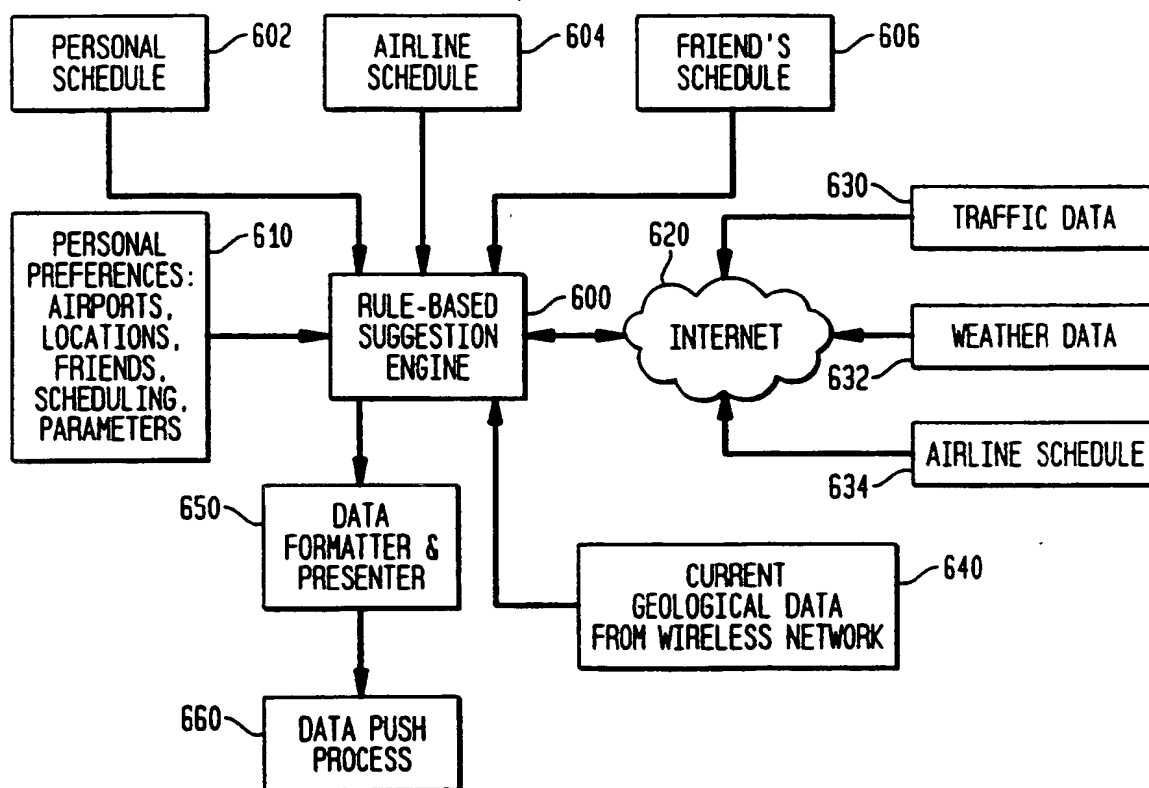 PERSONAL
SCHEDULE
602
AIRLINE
SCHEDULE
604
FRIEND'S
SCHEDULE
606
PERSONAL
PREFERENCES:
AIRPORTS,
LOCATIONS,
FRIENDS,
SCHEDULING,
PARAMETERS
610
RULE-BASED
SUGGESTION
ENGINE
600
620
INTERNET
630
TRAFFIC DATA
WEATHER DATA
632
AIRLINE SCHEDULE
634
650
DATA
FORMATTER &
PRESENTER
CURRENT
GEOLOGICAL DATA
FROM WIRELESS NETWORK
640
660
DATA PUSH
PROCESS